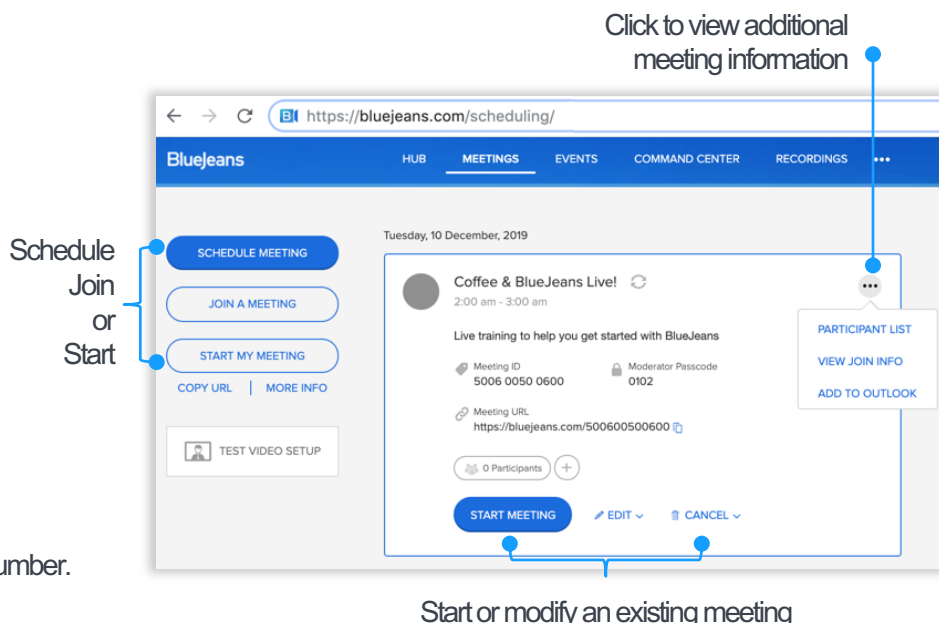 Click to view additional
meeting information
https://bluejeans.com/scheduling/
BlueJeans
HUB MEETINGS EVENTS COMMAND CENTER RECORDINGS •••
Schedule
Join
or
Start
SCHEDULE MEETING
JOIN A MEETING
START MY MEETING
COPY URL | MORE INFO
TEST VIDEO SETUP
Tuesday, 10 December, 2019
Coffee & BlueJeans Live!
2:00 am - 3:00 am
Live training to help you get started with BlueJeans
Meeting ID
5006 0050 0600
Moderator Passcode
0102
Meeting URL
https://bluejeans.com/500600500600
0 Participants +
START MEETING EDIT CANCEL
•••
PARTICIPANT LIST
VIEW JOIN INFO
ADD TO OUTLOOK
umber.
Start or modify an existing meeting